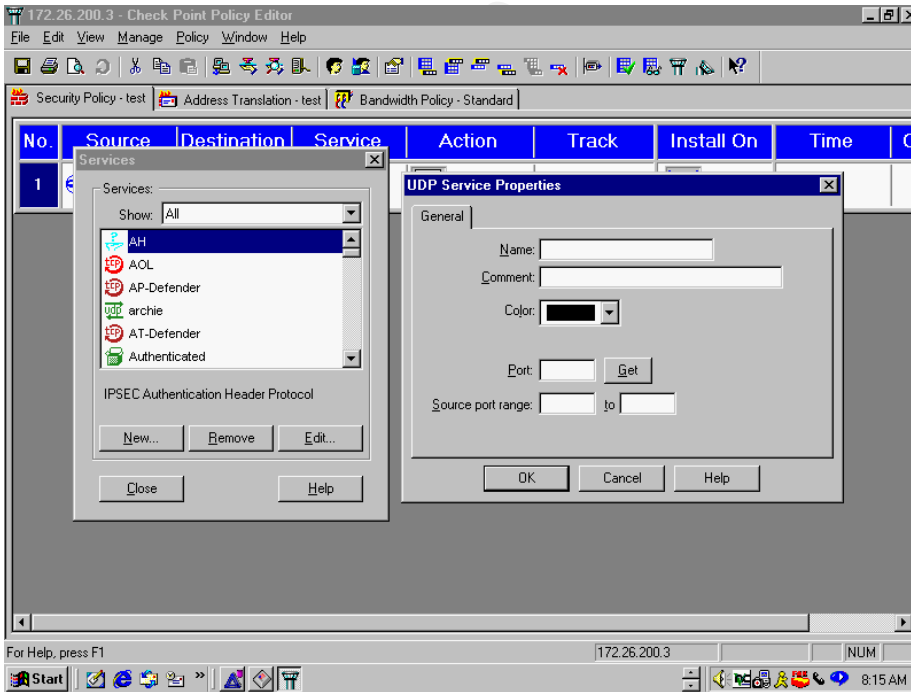 172.26.200.3 - Check Point Policy Editor
File Edit View Manage Policy Window Help
Security Policy - test Address Translation - test Bandwidth Policy - Standard
No. Source Destination Service Action Track Install On Time
1
Services
Services:
Show: All
AH
AOL
AP-Defender
archie
AT-Defender
Authenticated
IPSEC Authentication Header Protocol
New... Remove Edit...
Close Help
UDP Service Properties
General
Name:
Comment:
Color:
Port: Get
Source port range: to
OK Cancel Help
For Help, press F1 172.26.200.3 NUM
Start » 8:15 AM